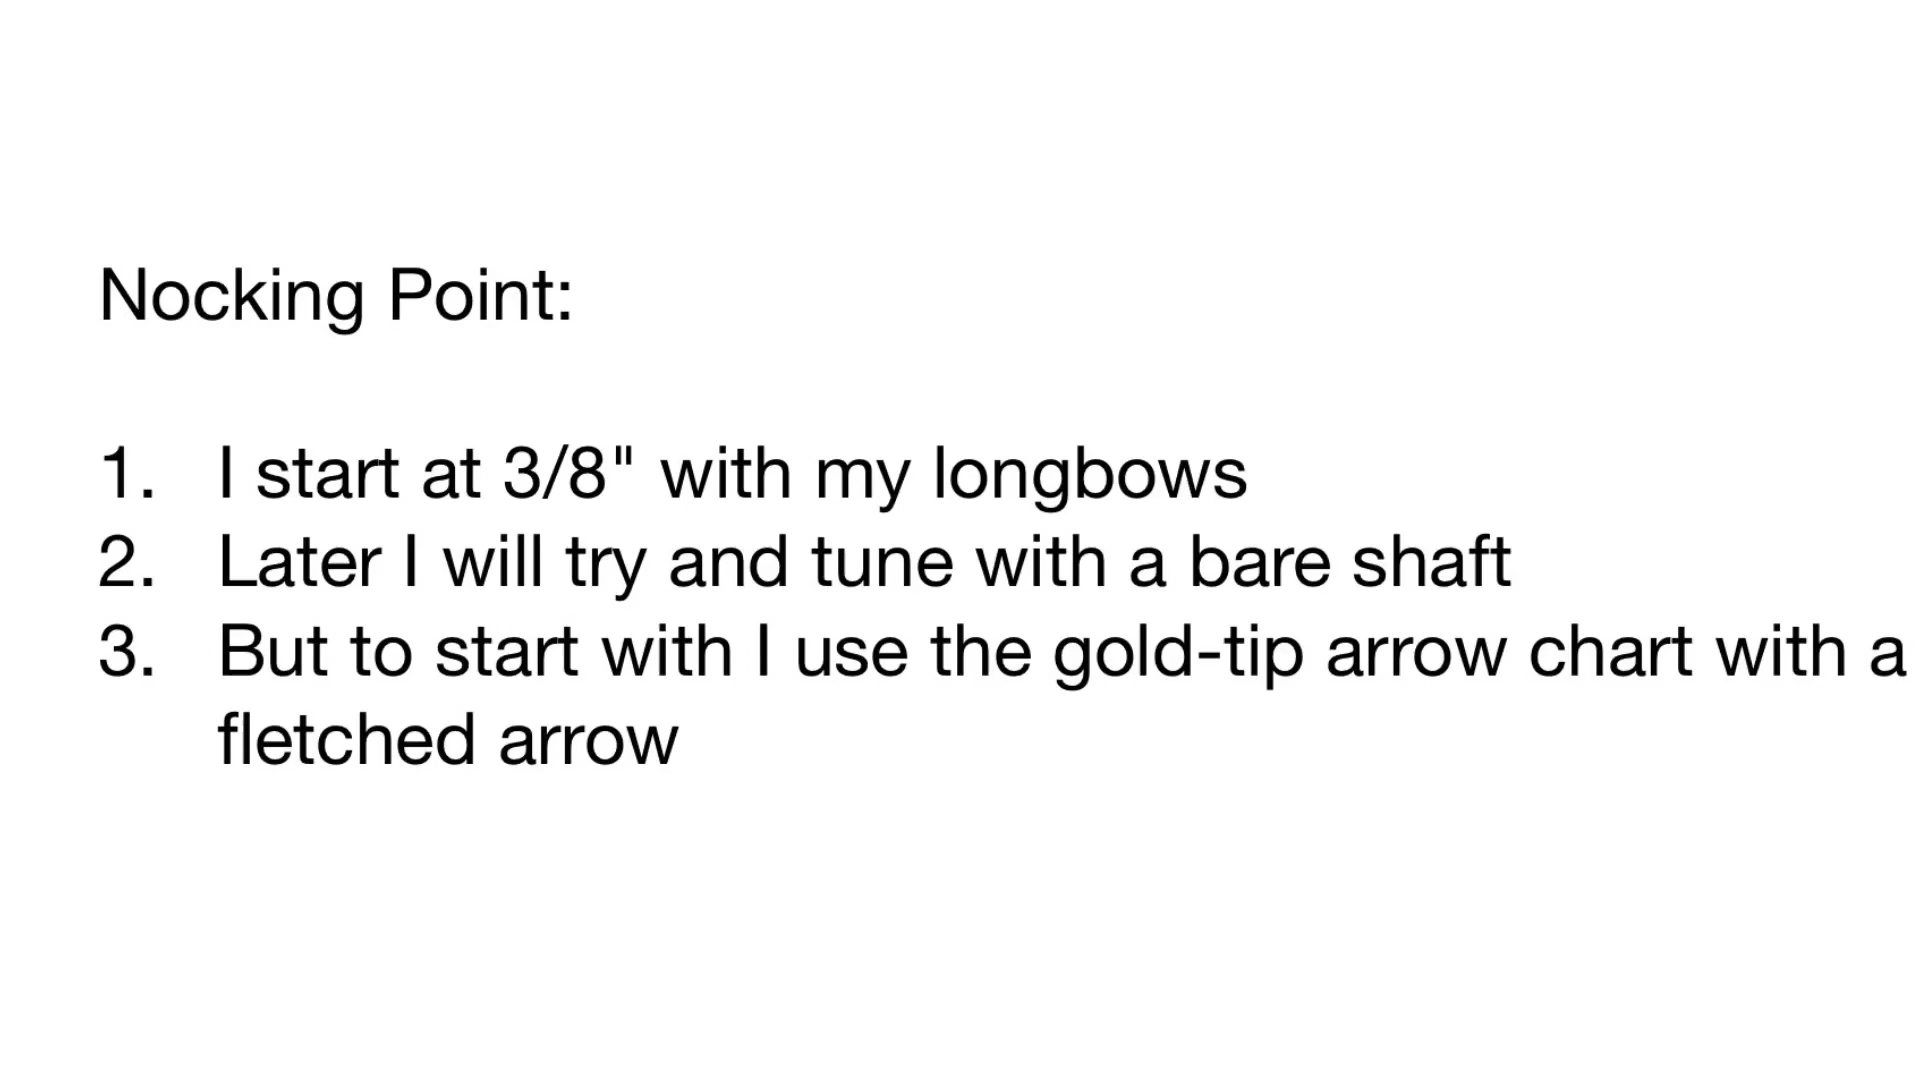 Nocking Point:
1. I start at 3/8" with my longbows
2. Later I will try and tune with a bare shaft
3. But to start with I use the gold-tip arrow chart with a
fletched arrow